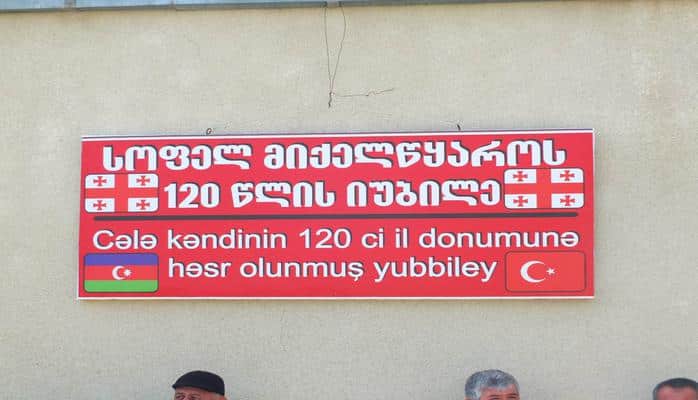 სოფელ მიქელწყაროს
120 წლის იუბილე
Cələ kəndinin 120 ci il donumunə
həsr olunmuş yubbiley